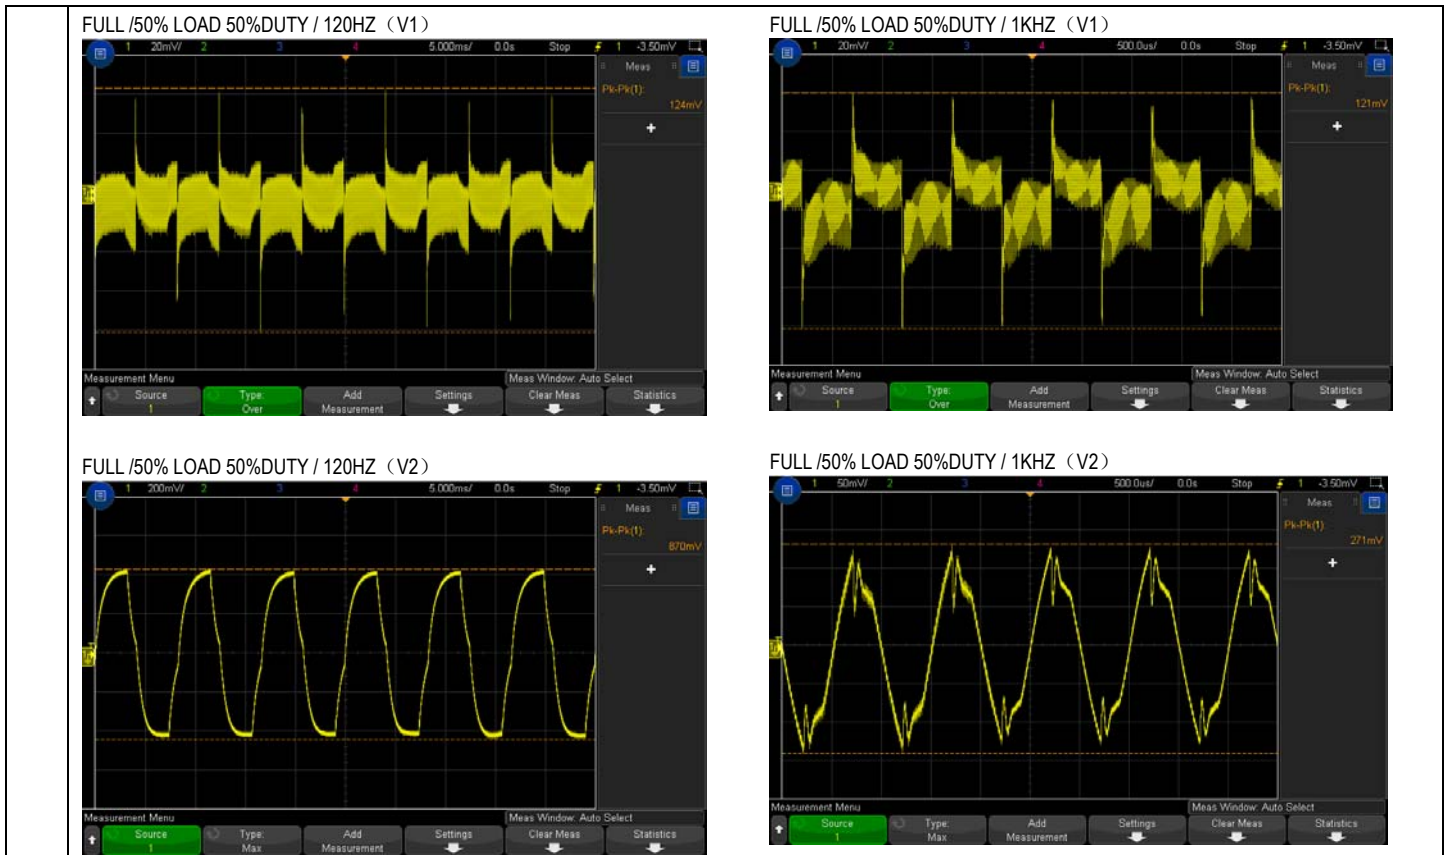 FULL /50% LOAD 50%DUTY / 120HZ（V1）
1 20mV/ 2 3 4 5.000ms/ 0.0s Stop 1 -3.50mV
Meas
Pk-Pk(1):
124mV
Measurement Menu
Meas Window: Auto Select
Source
1
Type:
Over
Add
Measurement
Settings
Clear Meas
Statistics
FULL /50% LOAD 50%DUTY / 1KHZ（V1）
1 20mV/ 2 3 4 500.0us/ 0.0s Stop 1 -3.50mV
Meas
Pk-Pk(1):
121mV
Measurement Menu
Meas Window: Auto Select
Source
1
Type:
Over
Add
Measurement
Settings
Clear Meas
Statistics
FULL /50% LOAD 50%DUTY / 120HZ（V2）
1 200mV/ 2 3 4 5.000ms/ 0.0s Stop 1 -3.50mV
Meas
Pk-Pk(1):
870mV
Measurement Menu
Meas Window: Auto Select
Source
1
Type:
Max
Add
Measurement
Settings
Clear Meas
Statistics
FULL /50% LOAD 50%DUTY / 1KHZ（V2）
1 50mV/ 2 3 4 500.0us/ 0.0s Stop 1 -3.50mV
Meas
Pk-Pk(1):
271mV
Measurement Menu
Meas Window: Auto Select
Source
1
Type:
Max
Add
Measurement
Settings
Clear Meas
Statistics